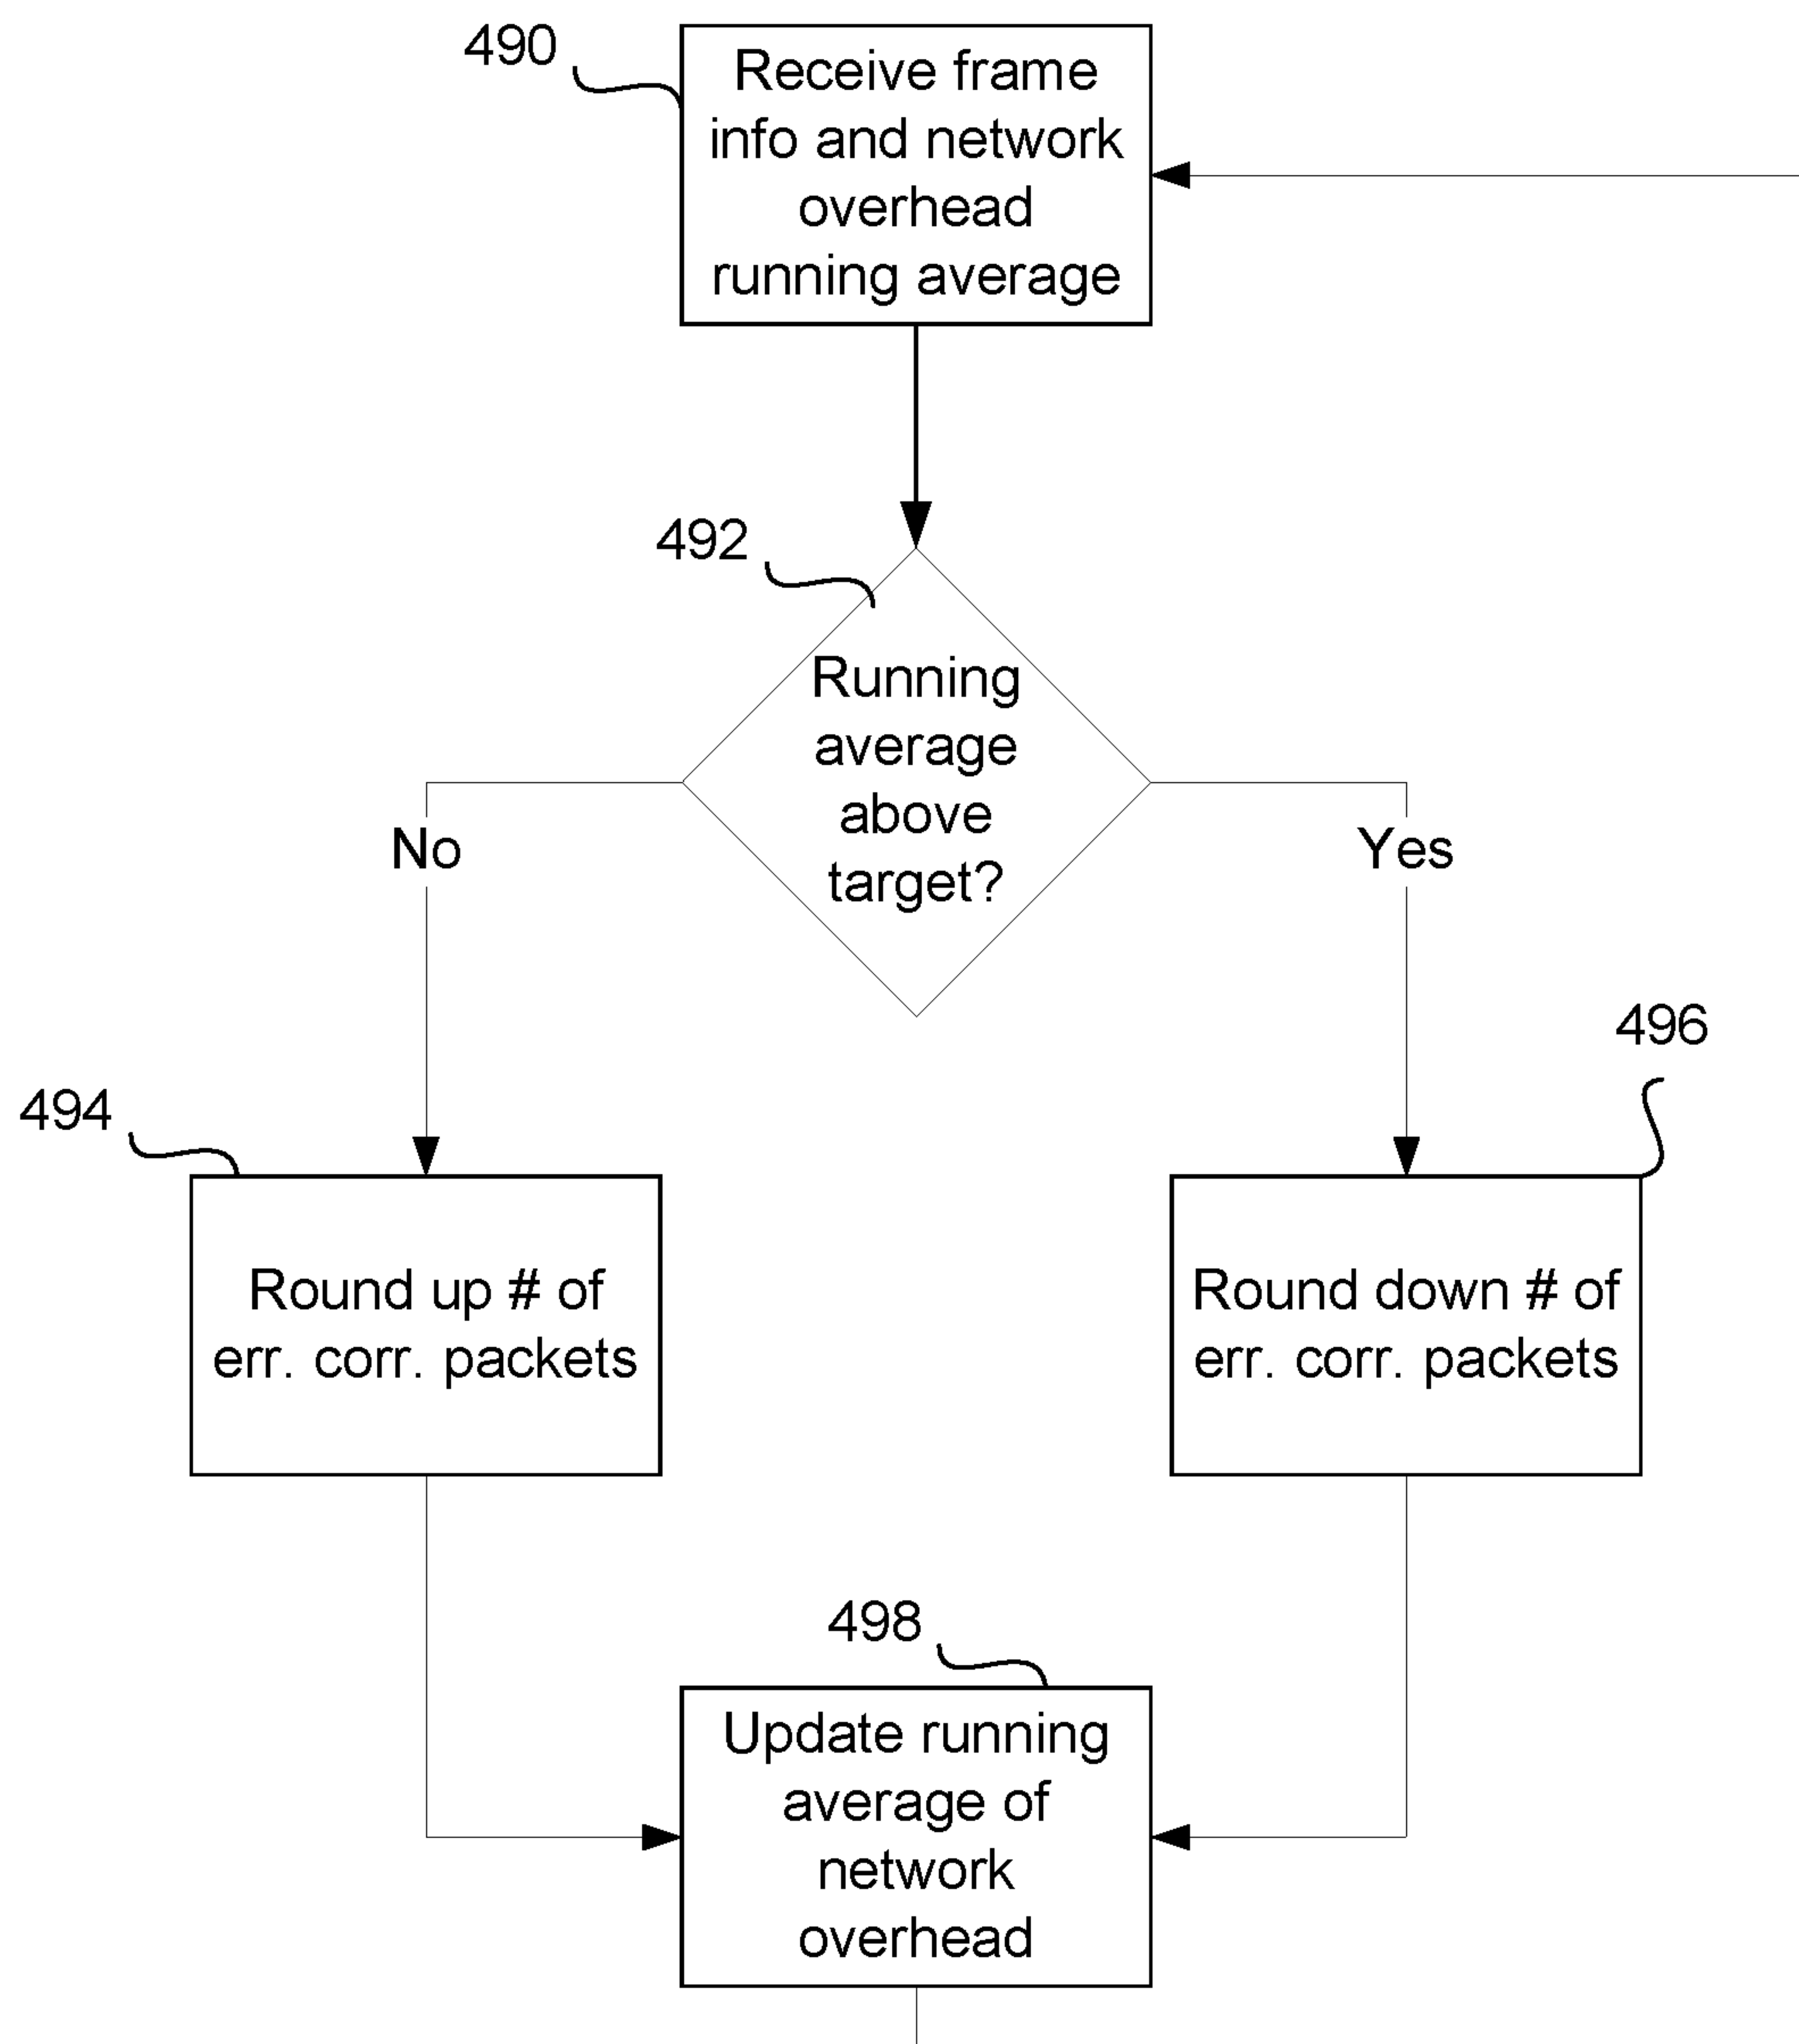 490
Receive frame
info and network
overhead
running average
492
Running
average
above
target?
No
Yes
494
496
Round up # of
err. corr. packets
Round down # of
err. corr. packets
498
Update running
average of
network
overhead